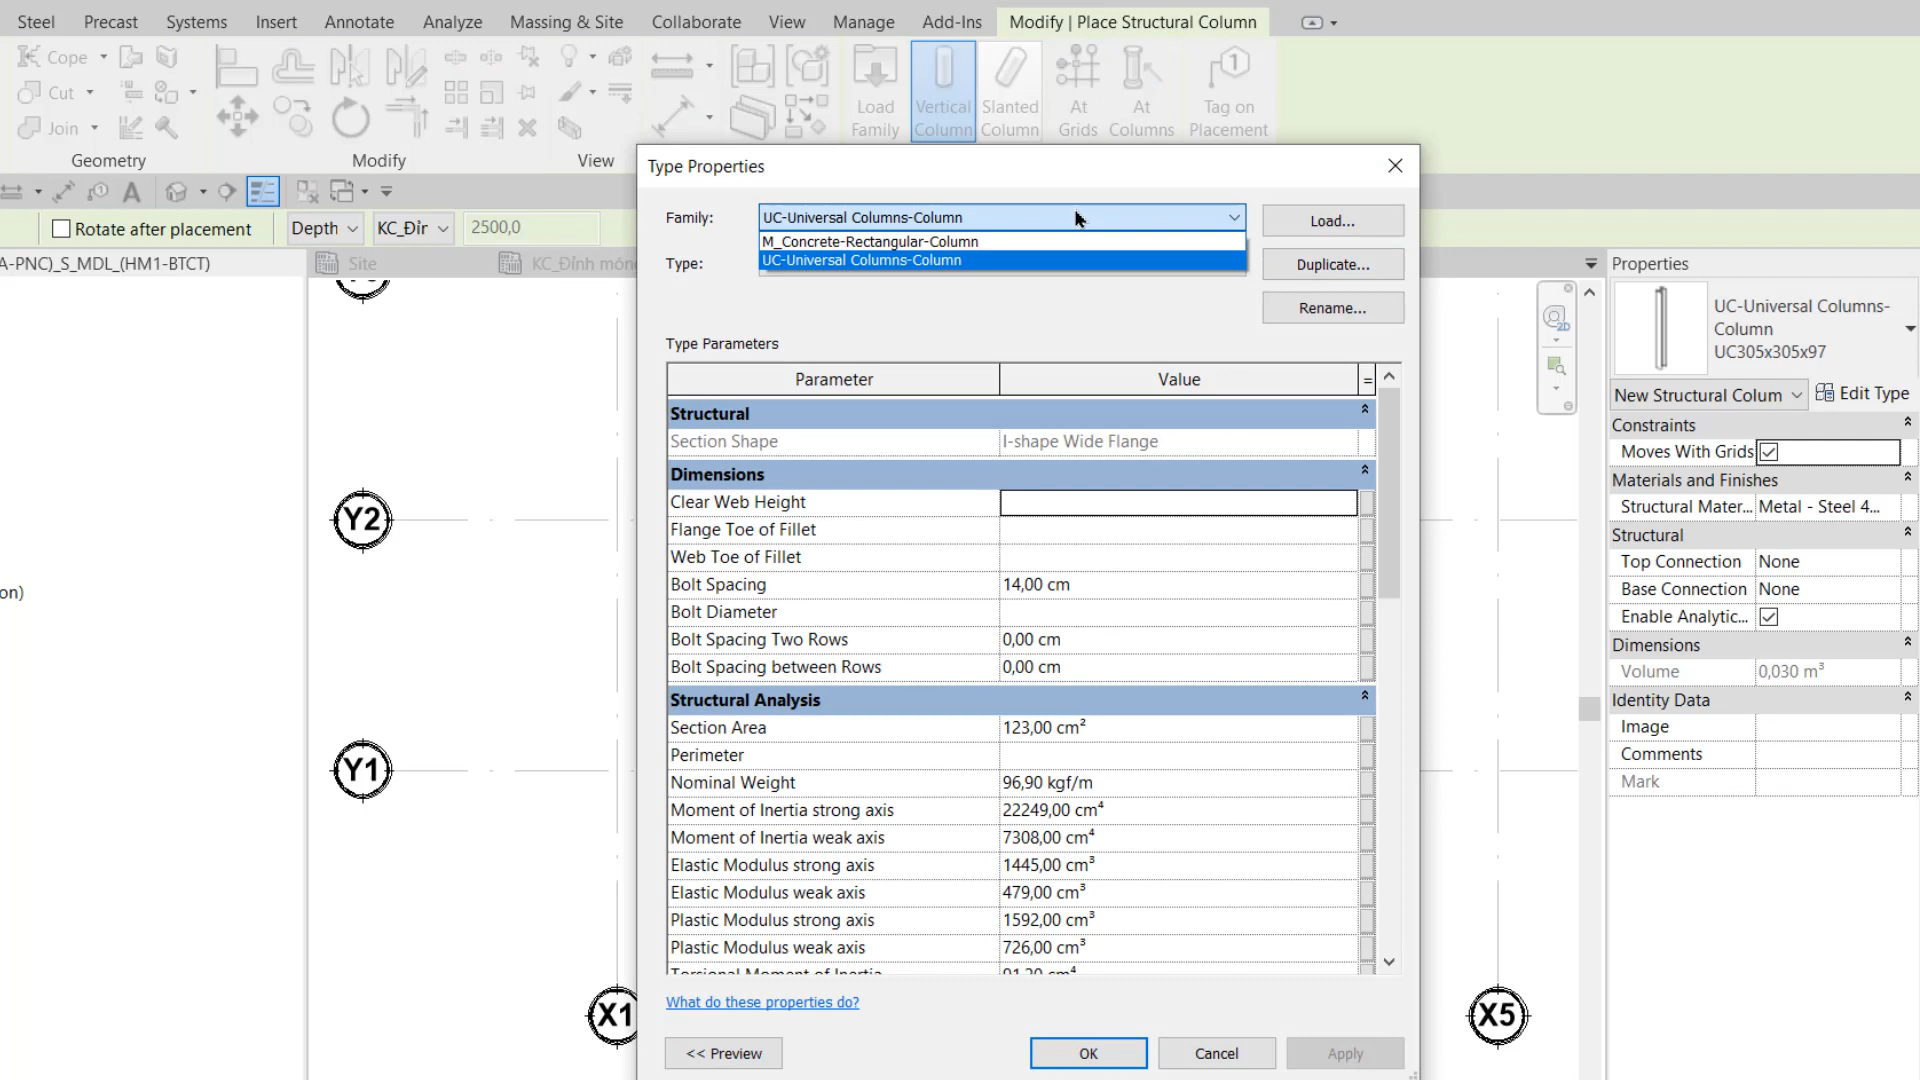 Steel Precast Systems Insert Annotate Analyze Massing & Site Collaborate View Manage Add-Ins Modify | Place Structural Column
Cope
Cut
Join
Load Family
Vertical Column
Slanted Column
At Grids
At Columns
Tag on Placement
Geometry Modify View
Rotate after placement Depth KC_Đỉr 2500,0
A-PNC)_S_MDL_(HM1-BTCT) Site KC_Đỉnh món
on)
Y2
Y1
X1
X5
Type Properties
Family: UC-Universal Columns-Column Load...
M_Concrete-Rectangular-Column
UC-Universal Columns-Column
Type: Duplicate...
Rename...
Type Parameters
Parameter Value =
Structural
Section Shape I-shape Wide Flange
Dimensions
Clear Web Height
Flange Toe of Fillet
Web Toe of Fillet
Bolt Spacing 14,00 cm
Bolt Diameter
Bolt Spacing Two Rows 0,00 cm
Bolt Spacing between Rows 0,00 cm
Structural Analysis
Section Area 123,00 cm²
Perimeter
Nominal Weight 96,90 kgf/m
Moment of Inertia strong axis 22249,00 cm⁴
Moment of Inertia weak axis 7308,00 cm⁴
Elastic Modulus strong axis 1445,00 cm³
Elastic Modulus weak axis 479,00 cm³
Plastic Modulus strong axis 1592,00 cm³
Plastic Modulus weak axis 726,00 cm³
Torsional Moment of Inertia 91,20 cm⁴
What do these properties do?
<< Preview OK Cancel Apply
Properties
2D
UC-Universal Columns-
Column
UC305x305x97
New Structural Colum Edit Type
Constraints
Moves With Grids
Materials and Finishes
Structural Mater... Metal - Steel 4...
Structural
Top Connection None
Base Connection None
Enable Analytic...
Dimensions
Volume 0,030 m³
Identity Data
Image
Comments
Mark